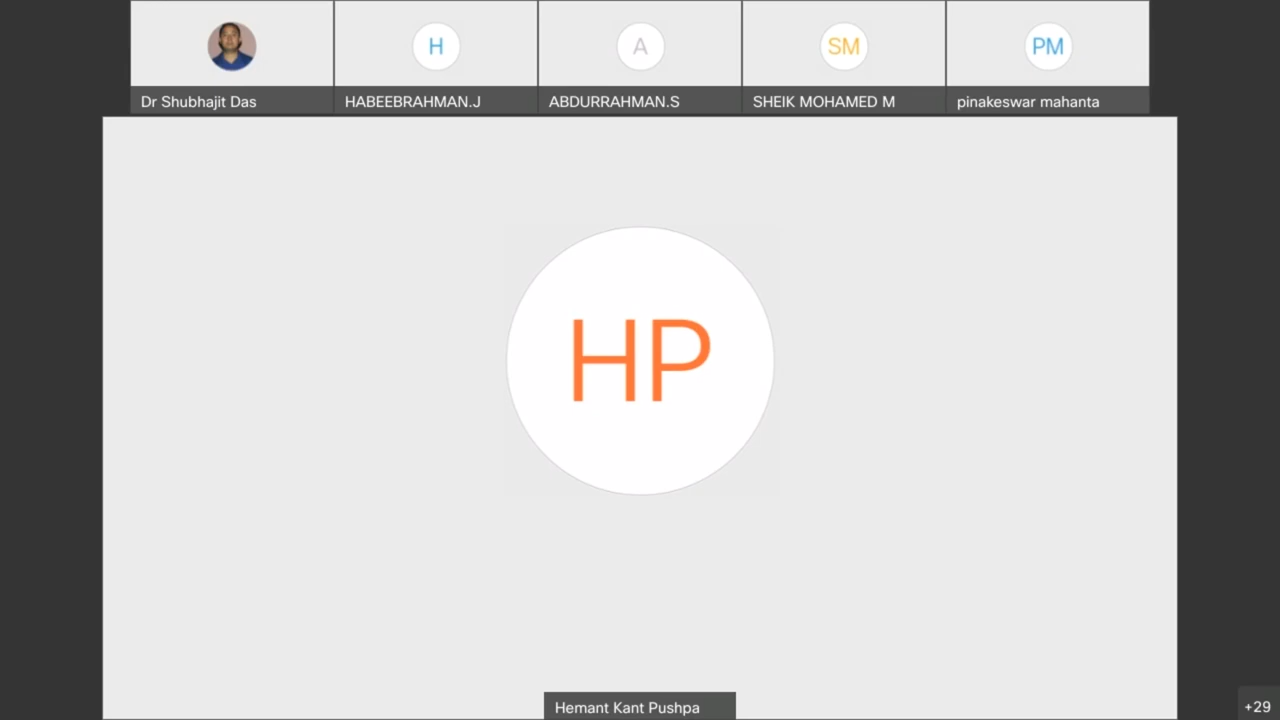 H
A
SM
PM
Dr Shubhajit Das
HABEEBRAHMAN.J
ABDURRAHMAN.S
SHEIK MOHAMED M
pinakeswar mahanta
HP
Hemant Kant Pushpa
+29